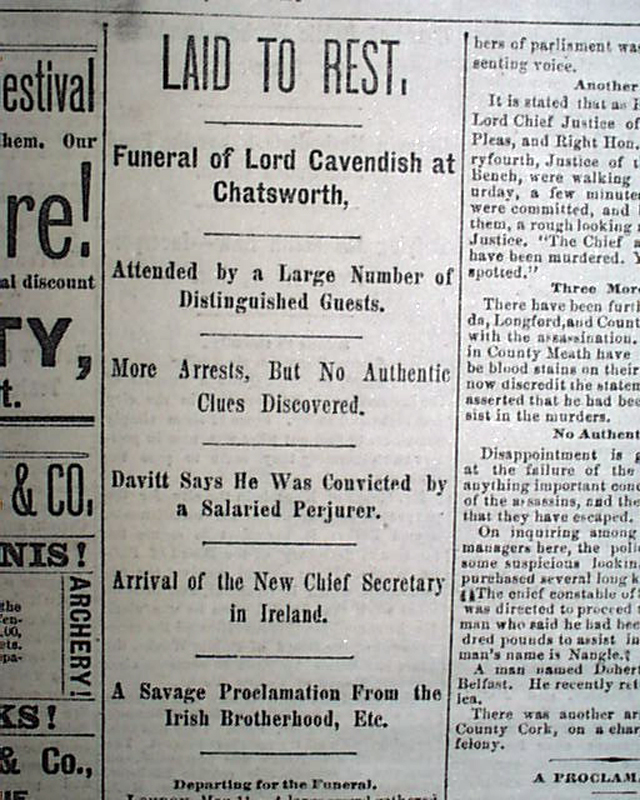 estival
hem. Our
re!
al discount
TY,
t.
& CO.
NIS!
ARCHERY!
the
KS!
& Co.,
LAID TO REST.
Funeral of Lord Cavendish at
Chatsworth,
Attended by a Large Number of
Distinguished Guests.
More Arrests, But No Authentic
Clues Discovered.
Davitt Says He Was Convicted by
a Salaried Perjurer.
Arrival of the New Chief Secretary
in Ireland.
A Savage Proclamation From the
Irish Brotherhood, Etc.
Departing for the Funeral.
bers of parliament was
senting voice.
Another
It is stated that as
Lord Chief Justice of
Pleas, and Right Hon.
ryfourth, Justice of t
Bench, were walking
urday, a few minute
were committed, and
them, a rough looking
Justice. "The Chief a
have been murdered. Y
spotted."
Three More
There have been furt
da, Longford, and Count
with the assassination.
in County Meath have
be blood stains on their
now discredit the staten
asserted that he had bee
sist in the murders.
No Authent
Disappointment is g
at the failure of the
anything important conc
of the assassins, and the
that they have escaped.
On inquiring among
managers here, the poli
some suspicious lookin
purchased several long k
The chief constable of
was directed to proceed t
man who said he had bee
dred pounds to assist in
man's name is Nangle.
A man named Dohert
Belfast. He recently ret
lea.
There was another ar
County Cork, on a char
felony.
A PROCLAMA